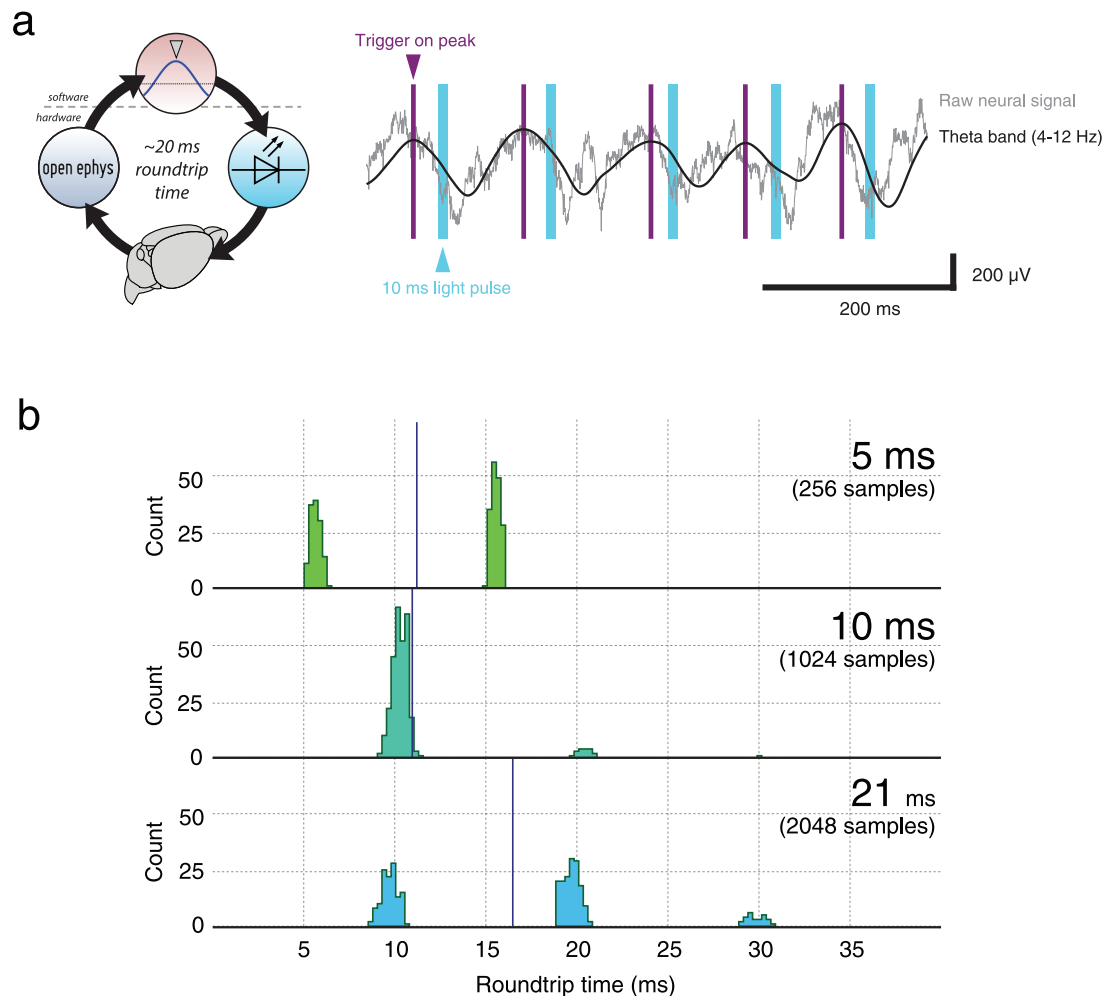 a
software
hardware
open ephys
~20 ms
roundtrip
time
Trigger on peak
Raw neural signal
Theta band (4-12 Hz)
10 ms light pulse
200 µV
200 ms
b
Count
50
25
0
5 ms
(256 samples)
Count
50
25
0
10 ms
(1024 samples)
Count
50
25
0
21 ms
(2048 samples)
5 10 15 20 25 30 35
Roundtrip time (ms)